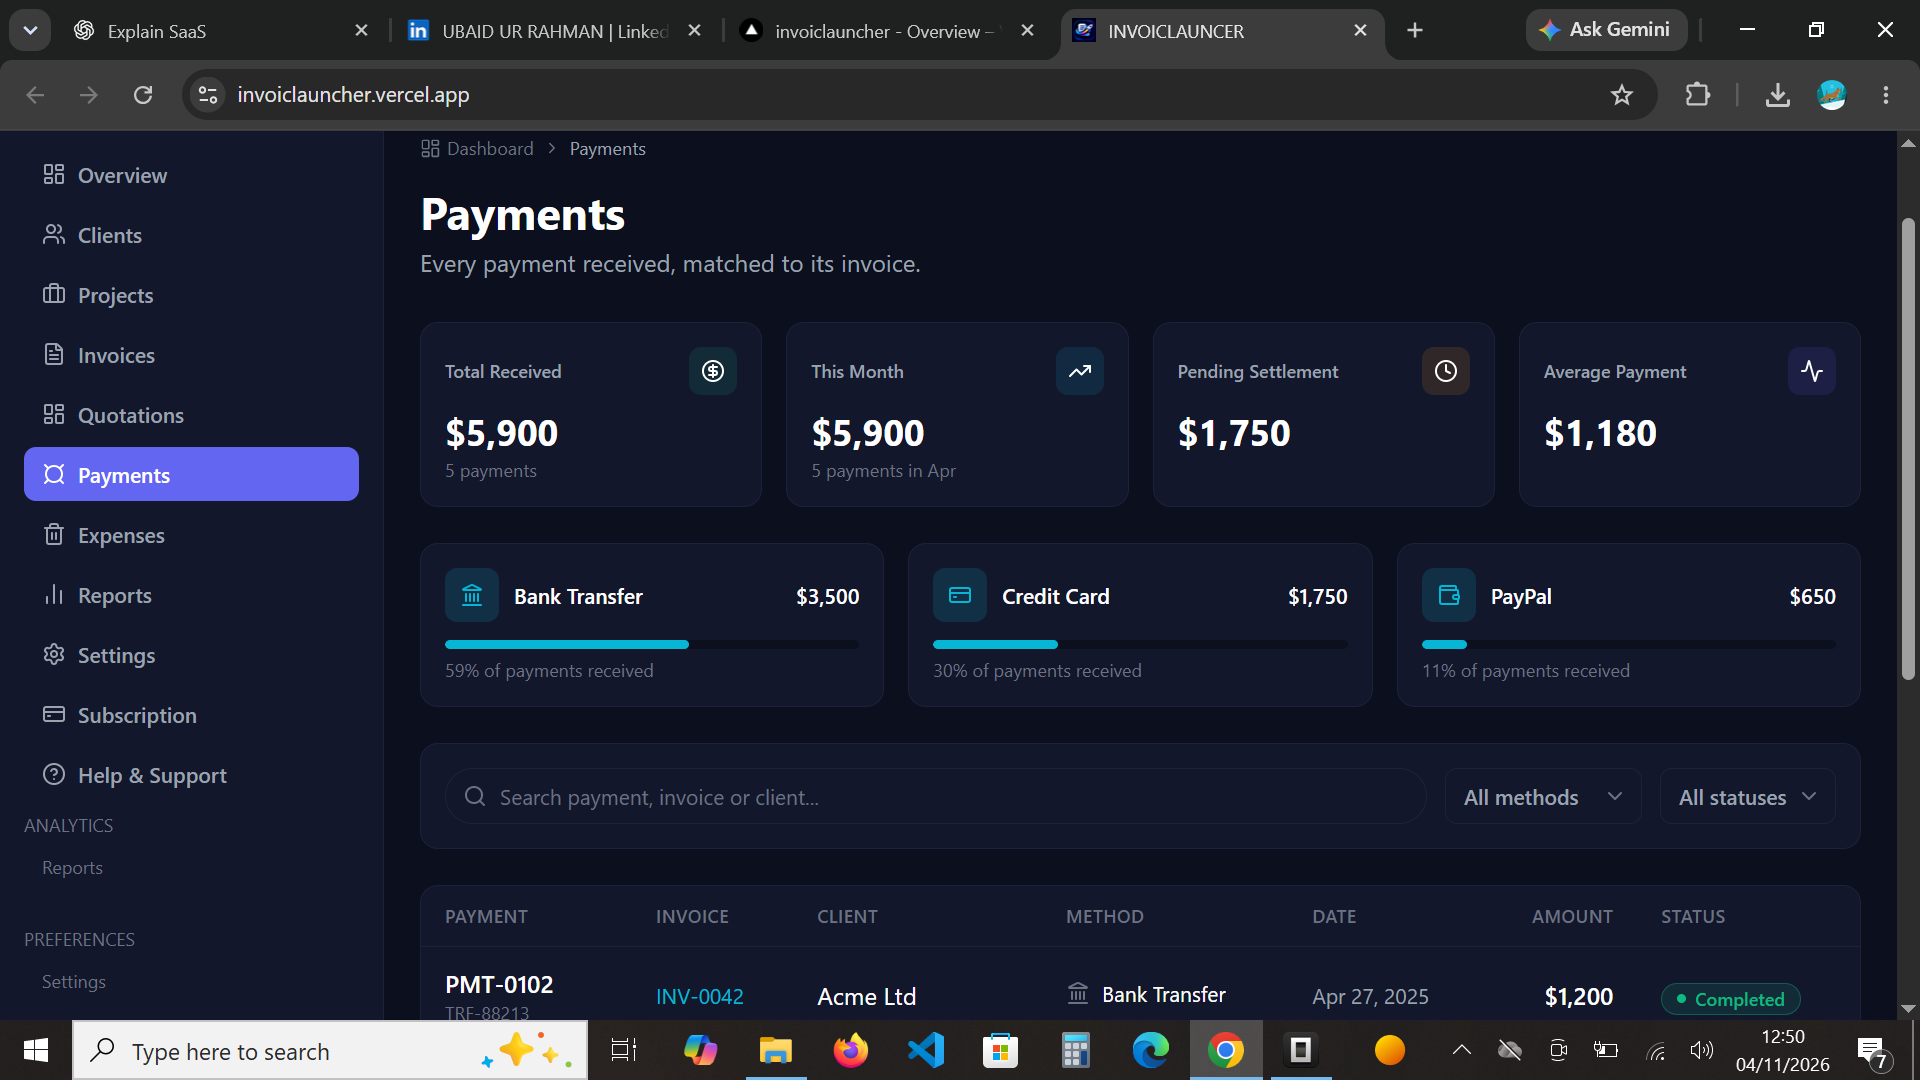 Explain SaaS
UBAID UR RAHMAN | Linked
invoiclauncher - Overview –
INVOICLAUNCER
Ask Gemini
invoiclauncher.vercel.app
Overview
Clients
Projects
Invoices
Quotations
Payments
Expenses
Reports
Settings
Subscription
Help & Support
ANALYTICS
Reports
PREFERENCES
Settings
Dashboard > Payments
Payments
Every payment received, matched to its invoice.
Total Received
$5,900
5 payments
This Month
$5,900
5 payments in Apr
Pending Settlement
$1,750
Average Payment
$1,180
Bank Transfer $3,500
59% of payments received
Credit Card $1,750
30% of payments received
PayPal $650
11% of payments received
Search payment, invoice or client...
All methods
All statuses
PAYMENT INVOICE CLIENT METHOD DATE AMOUNT STATUS
PMT-0102 INV-0042 Acme Ltd Bank Transfer Apr 27, 2025 $1,200 Completed
TRF-88213
Type here to search
12:50
04/11/2026
7